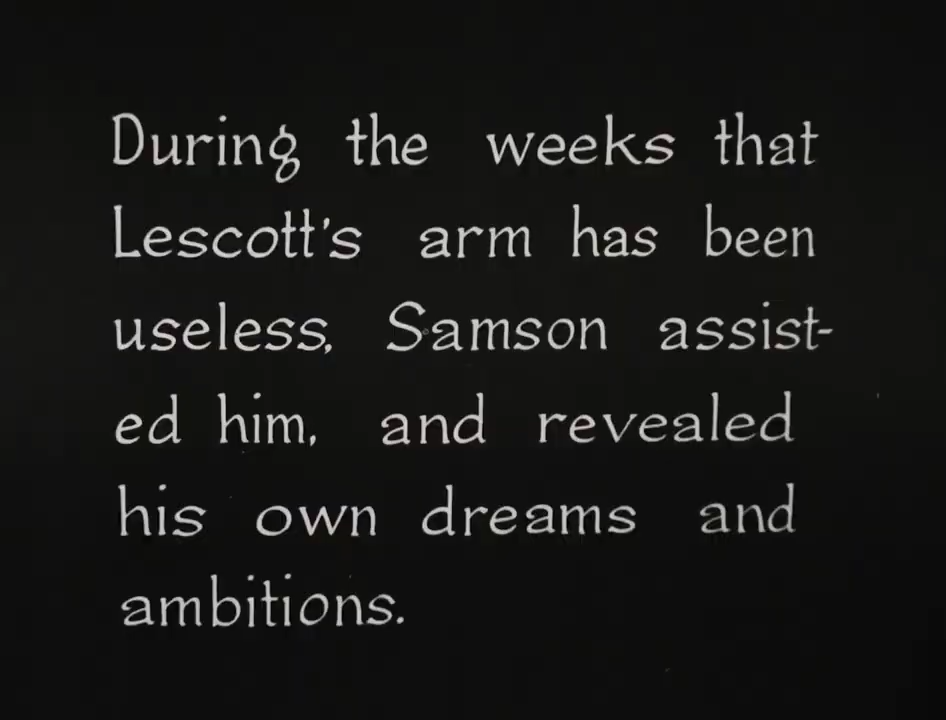 During the weeks that
Lescott's arm has been
useless, Samson assist-
ed him, and revealed
his own dreams and
ambitions.